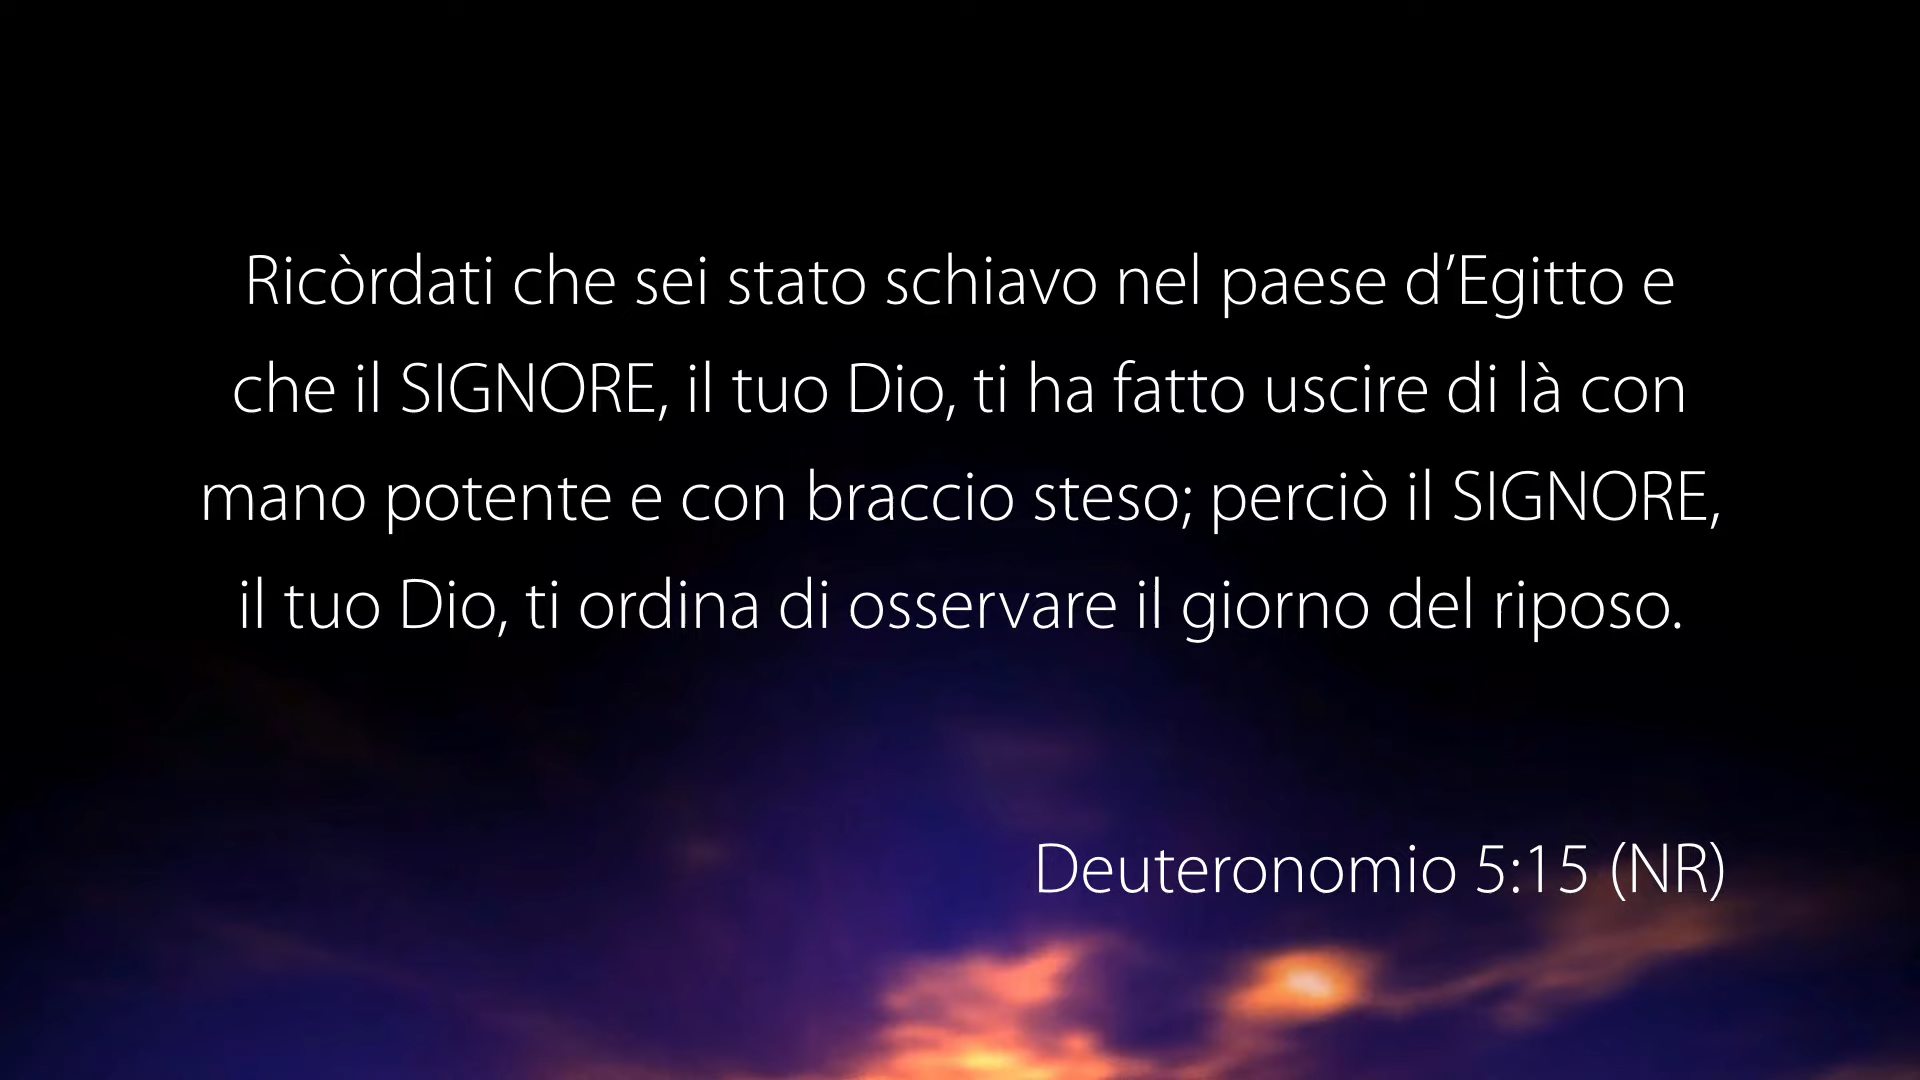 Ricòrdati che sei stato schiavo nel paese d’Egitto e
che il SIGNORE, il tuo Dio, ti ha fatto uscire di là con
mano potente e con braccio steso; perciò il SIGNORE,
il tuo Dio, ti ordina di osservare il giorno del riposo.
Deuteronomio 5:15 (NR)